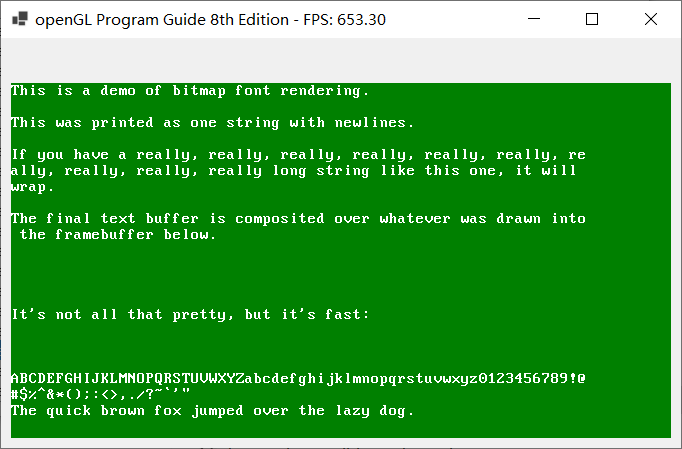 openGL Program Guide 8th Edition - FPS: 653.30
This is a demo of bitmap font rendering.
This was printed as one string with newlines.
If you have a really, really, really, really, really, really, re
ally, really, really, really long string like this one, it will
wrap.
The final text buffer is composited over whatever was drawn into
the framebuffer below.
It's not all that pretty, but it's fast:
ABCDEFGHIJKLMNOPQRSTUVWXYZabcdefghijklmnopqrstuvwxyz0123456789!@
#$%^&*();:<>,./?~`'"
The quick brown fox jumped over the lazy dog.